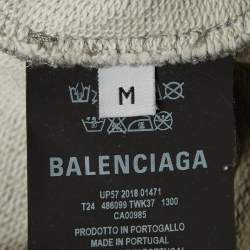 M
BALENCIAGA
UP57 2018 01471
T24 486099 TWK37 1300
CA00985
PRODOTTO IN PORTOGALLO
MADE IN PORTUGAL